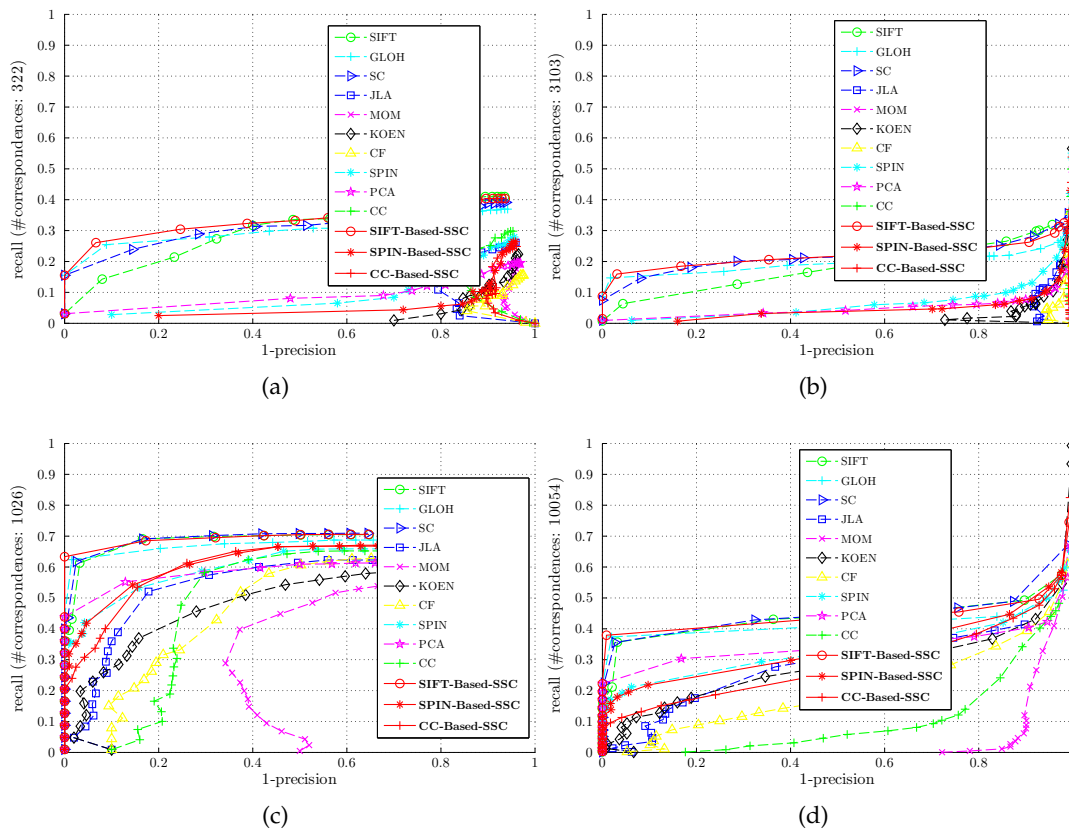 1
0.9
0.8
0.7
0.6
0.5
0.4
0.3
0.2
0.1
0
0 0.2 0.4 0.6 0.8 1
1-precision
recall (#correspondences: 322)
SIFT
GLOH
SC
JLA
MOM
KOEN
CF
SPIN
PCA
CC
SIFT-Based-SSC
SPIN-Based-SSC
CC-Based-SSC
(a)
1
0.9
0.8
0.7
0.6
0.5
0.4
0.3
0.2
0.1
0
0 0.2 0.4 0.6 0.8
1-precision
recall (#correspondences: 3103)
SIFT
GLOH
SC
JLA
MOM
KOEN
CF
SPIN
PCA
CC
SIFT-Based-SSC
SPIN-Based-SSC
CC-Based-SSC
(b)
1
0.9
0.8
0.7
0.6
0.5
0.4
0.3
0.2
0.1
0
0 0.2 0.4 0.6 0.8 1
1-precision
recall (#correspondences: 1026)
SIFT
GLOH
SC
JLA
MOM
KOEN
CF
SPIN
PCA
CC
SIFT-Based-SSC
SPIN-Based-SSC
CC-Based-SSC
(c)
1
0.9
0.8
0.7
0.6
0.5
0.4
0.3
0.2
0.1
0
0 0.2 0.4 0.6 0.8
1-precision
recall (#correspondences: 10054)
SIFT
GLOH
SC
JLA
MOM
KOEN
CF
SPIN
PCA
CC
SIFT-Based-SSC
SPIN-Based-SSC
CC-Based-SSC
(d)